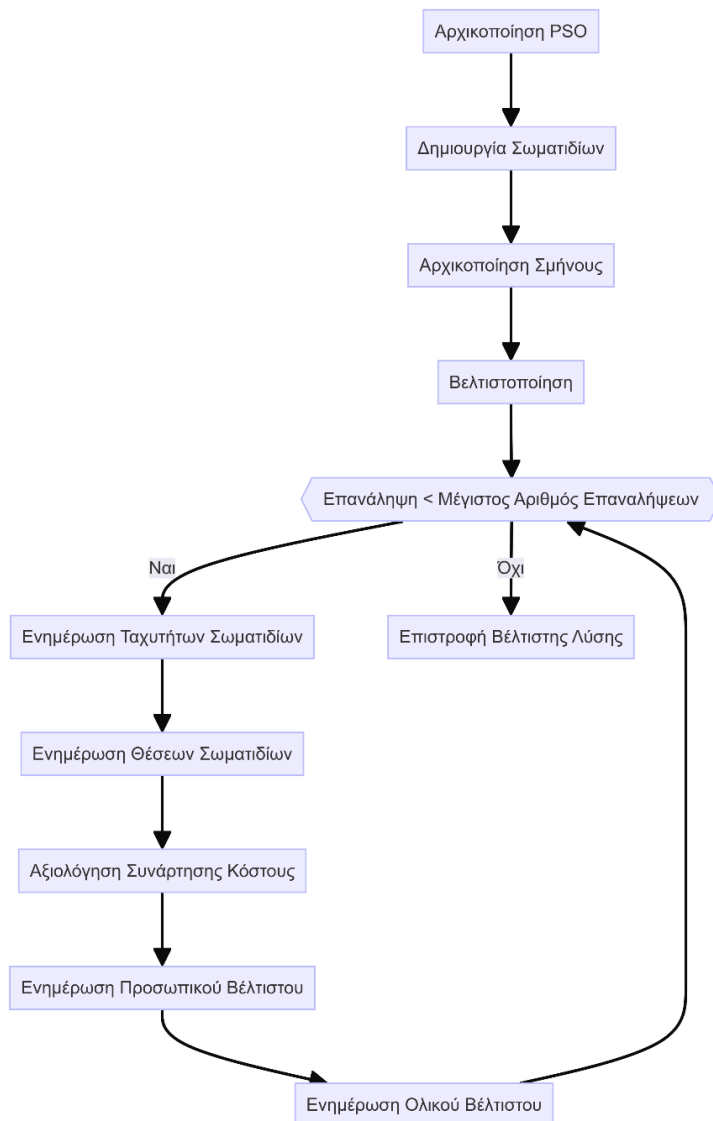 Αρχικοποίηση PSO
Δημιουργία Σωματιδίων
Αρχικοποίηση Σμήνους
Βελτιστοποίηση
Επανάληψη < Μέγιστος Αριθμός Επαναλήψεων
Ναι
Όχι
Ενημέρωση Ταχυτήτων Σωματιδίων
Επιστροφή Βέλτιστης Λύσης
Ενημέρωση Θέσεων Σωματιδίων
Αξιολόγηση Συνάρτησης Κόστους
Ενημέρωση Προσωπικού Βέλτιστου
Ενημέρωση Ολικού Βέλτιστου